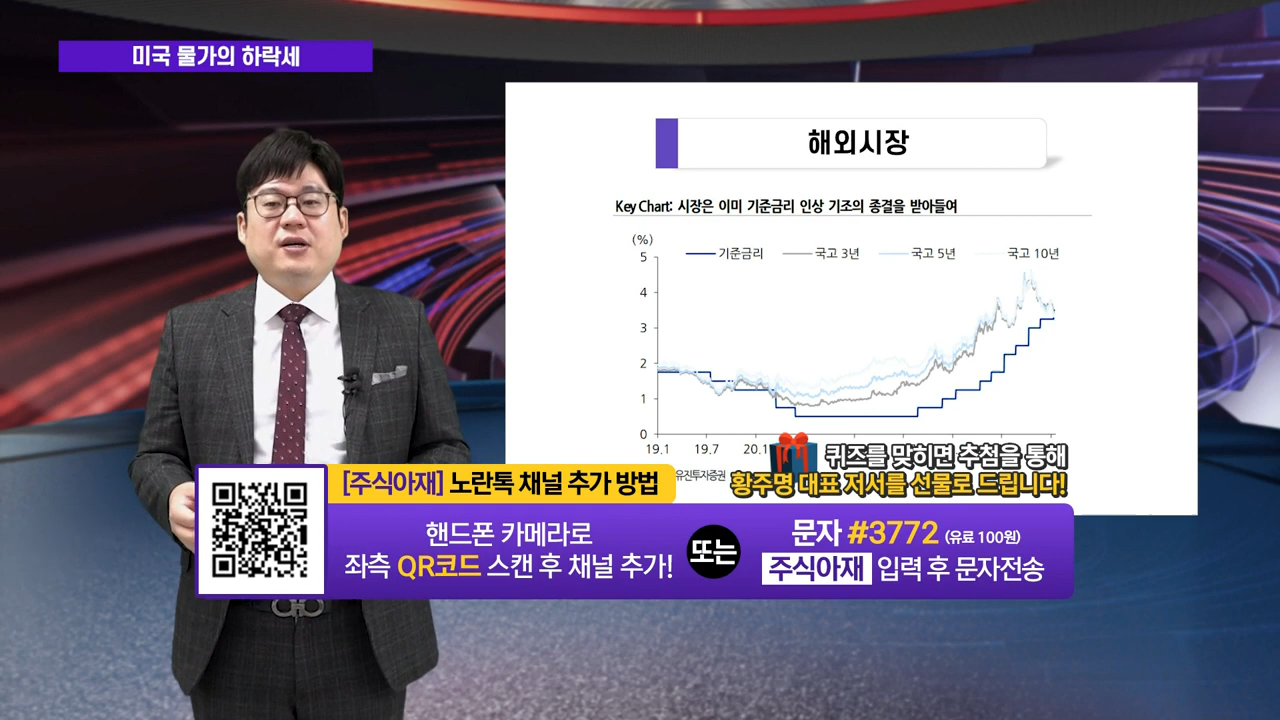 미국 물가의 하락세
해외시장
Key Chart: 시장은 이미 기준금리 인상 기조의 종결을 받아들여
(%)
기준금리 국고 3년 국고 5년 국고 10년
5
4
3
2
1
0
19.1 19.7 20.1
유진투자증권
퀴즈를 맞히면 추첨을 통해
황주명 대표 저서를 선물로 드립니다!
[주식아재] 노란톡 채널 추가 방법
핸드폰 카메라로
좌측 QR코드 스캔 후 채널 추가!
또는
문자 #3772 (유료 100원)
주식아재 입력 후 문자전송